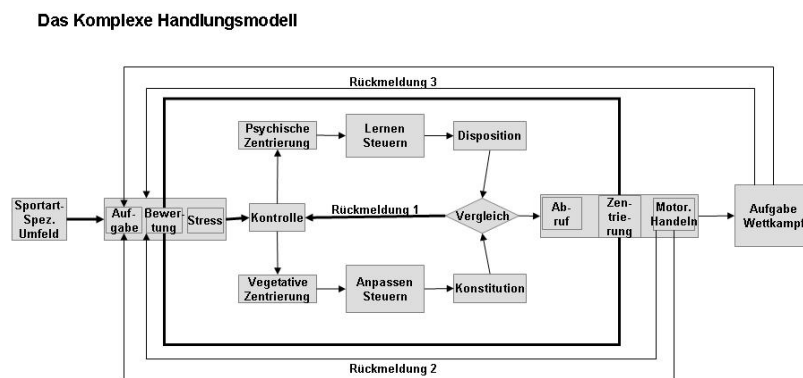 Das Komplexe Handlungsmodell
Rückmeldung 3
Psychische
Zentrierung
Lernen
Steuern
Disposition
Sportart-
Spez.
Umfeld
Auf-
gabe
Bewer-
tung
Stress
Kontrolle
Rückmeldung 1
Vergleich
Ab-
ruf
Zen-
trie-
rung
Motor.
Handeln
Aufgabe
Wettkampf
Vegetative
Zentrierung
Anpassen
Steuern
Konstitution
Rückmeldung 2